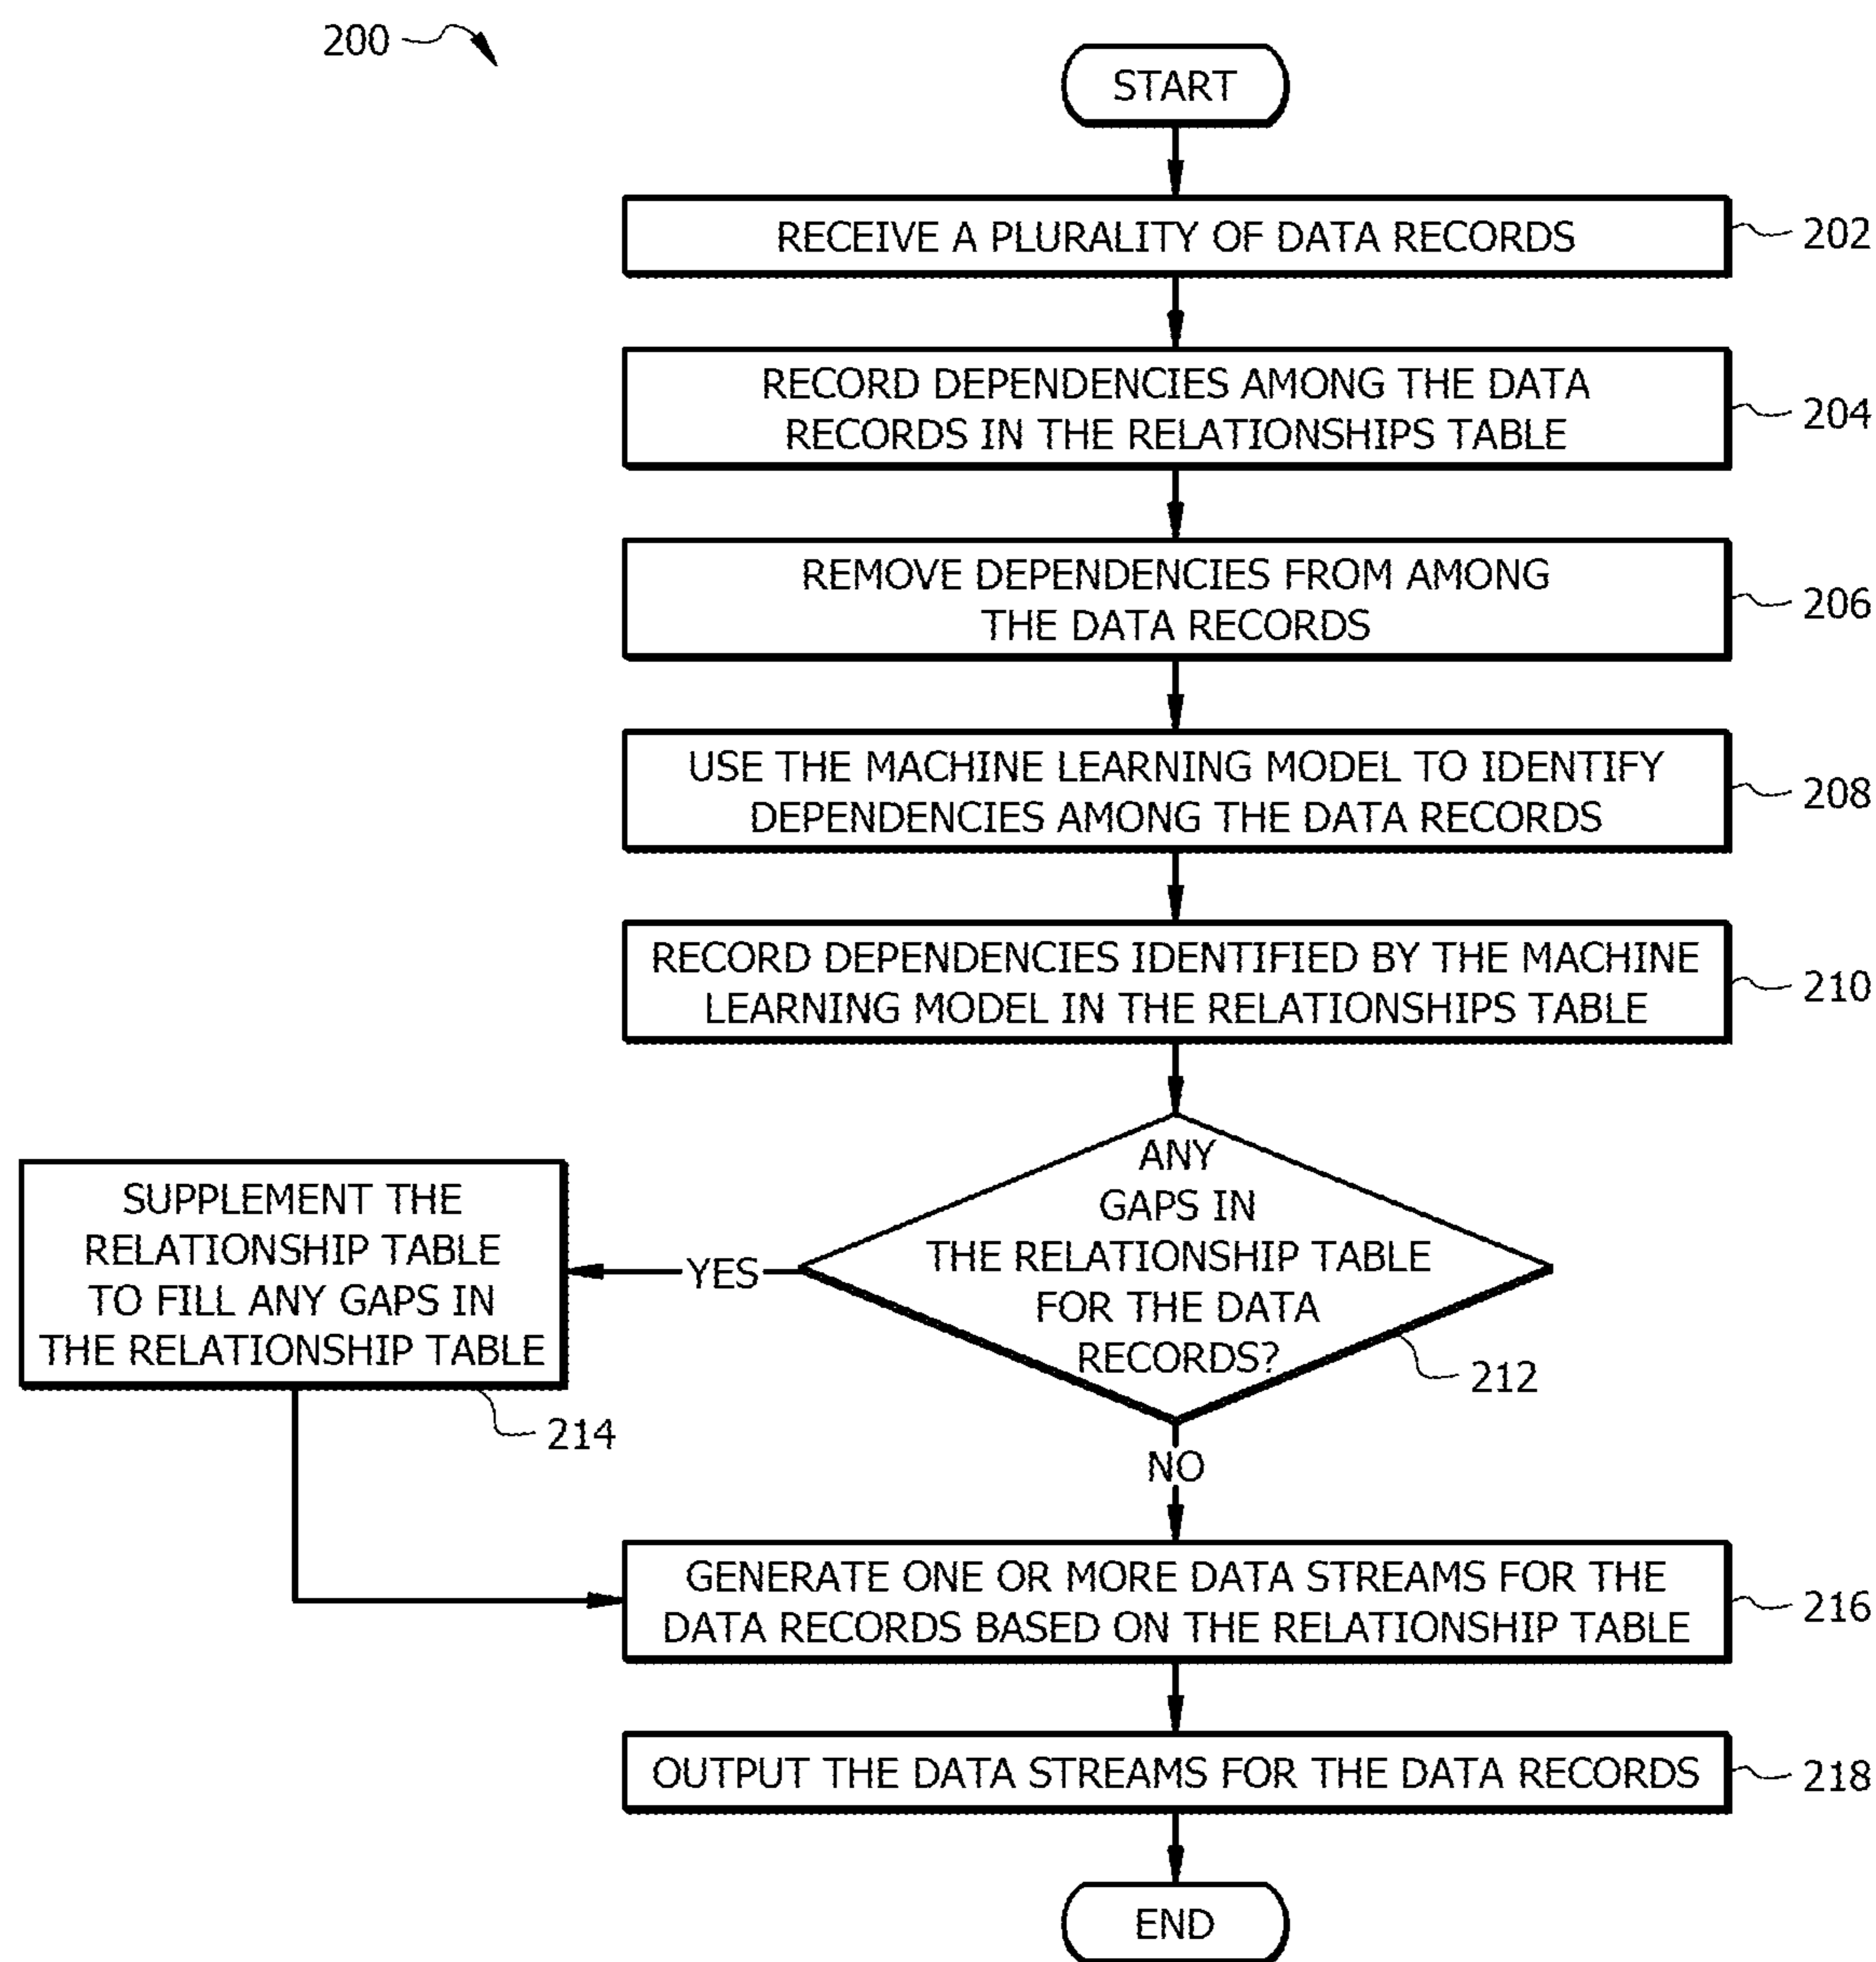 200
START
RECEIVE A PLURALITY OF DATA RECORDS
202
RECORD DEPENDENCIES AMONG THE DATA
RECORDS IN THE RELATIONSHIPS TABLE
204
REMOVE DEPENDENCIES FROM AMONG
THE DATA RECORDS
206
USE THE MACHINE LEARNING MODEL TO IDENTIFY
DEPENDENCIES AMONG THE DATA RECORDS
208
RECORD DEPENDENCIES IDENTIFIED BY THE MACHINE
LEARNING MODEL IN THE RELATIONSHIPS TABLE
210
ANY
GAPS IN
THE RELATIONSHIP TABLE
FOR THE DATA
RECORDS?
212
YES
SUPPLEMENT THE
RELATIONSHIP TABLE
TO FILL ANY GAPS IN
THE RELATIONSHIP TABLE
214
NO
GENERATE ONE OR MORE DATA STREAMS FOR THE
DATA RECORDS BASED ON THE RELATIONSHIP TABLE
216
OUTPUT THE DATA STREAMS FOR THE DATA RECORDS
218
END